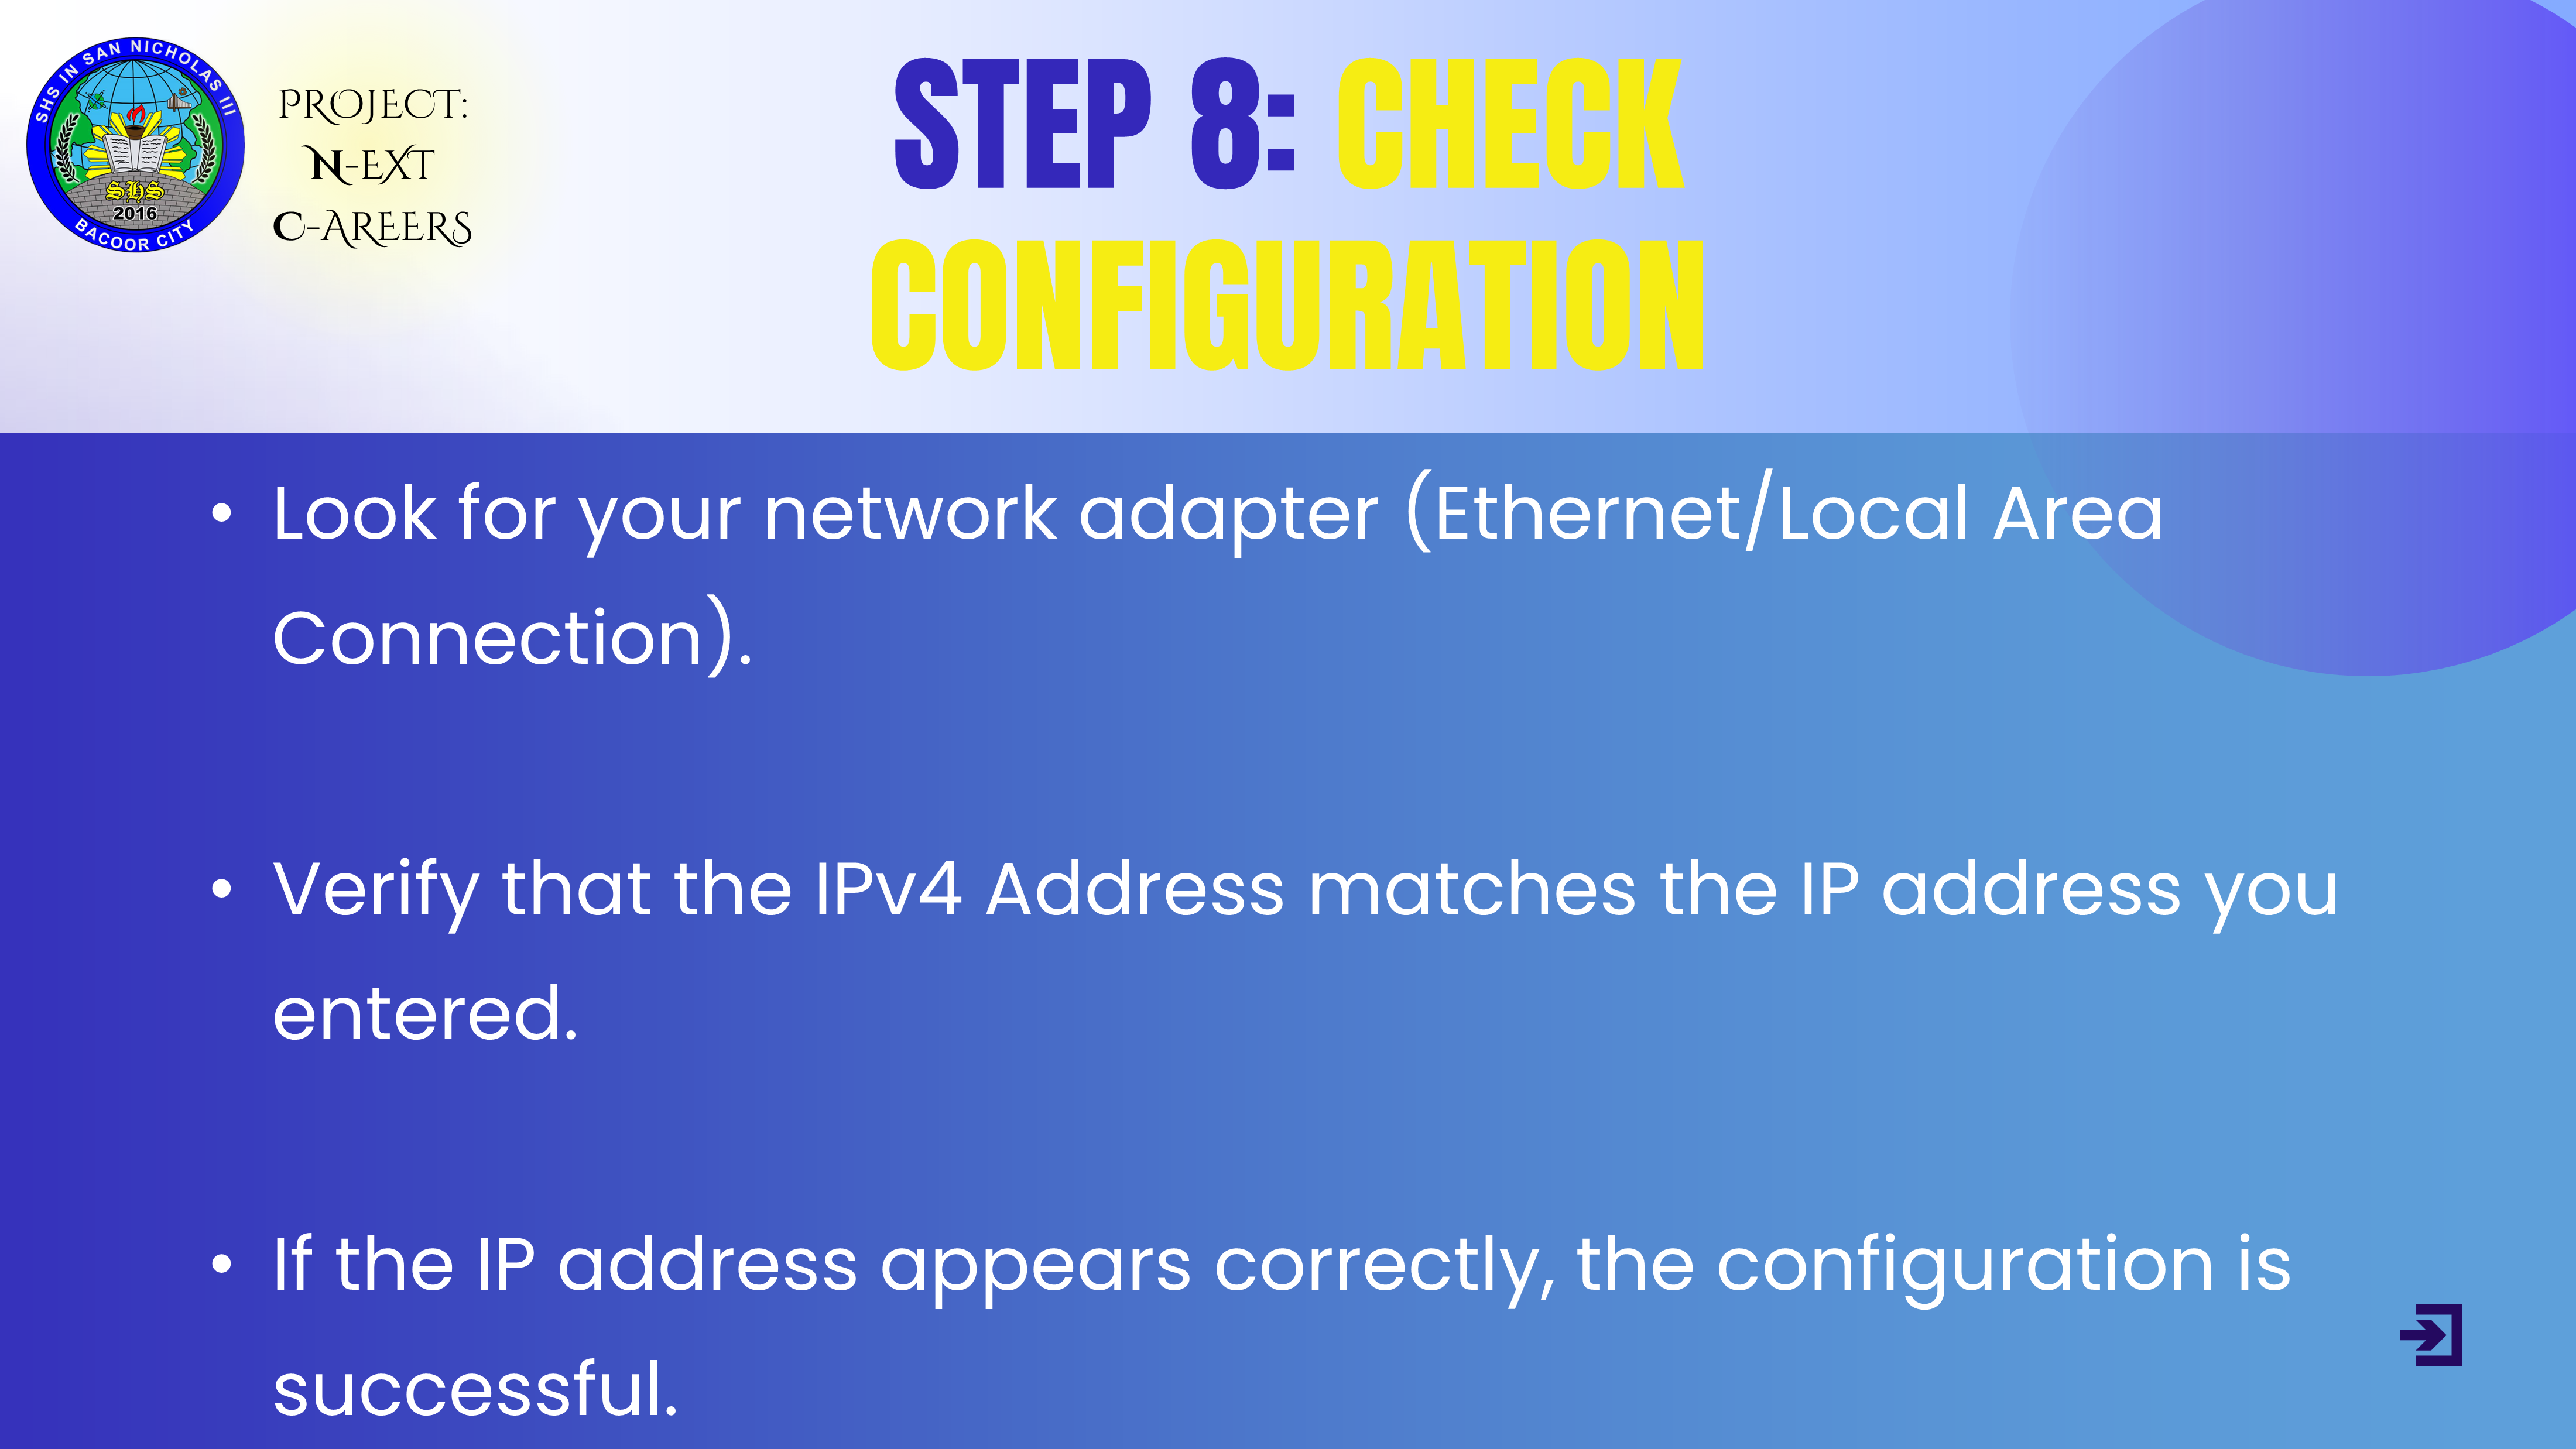 SHS IN SAN NICHOLAS III
SHS
2016
BACOOR CITY
PROJECT:
N-EXT
C-AREERS
STEP 8: CHECK
CONFIGURATION
• Look for your network adapter (Ethernet/Local Area
Connection).
• Verify that the IPv4 Address matches the IP address you
entered.
• If the IP address appears correctly, the configuration is
successful.